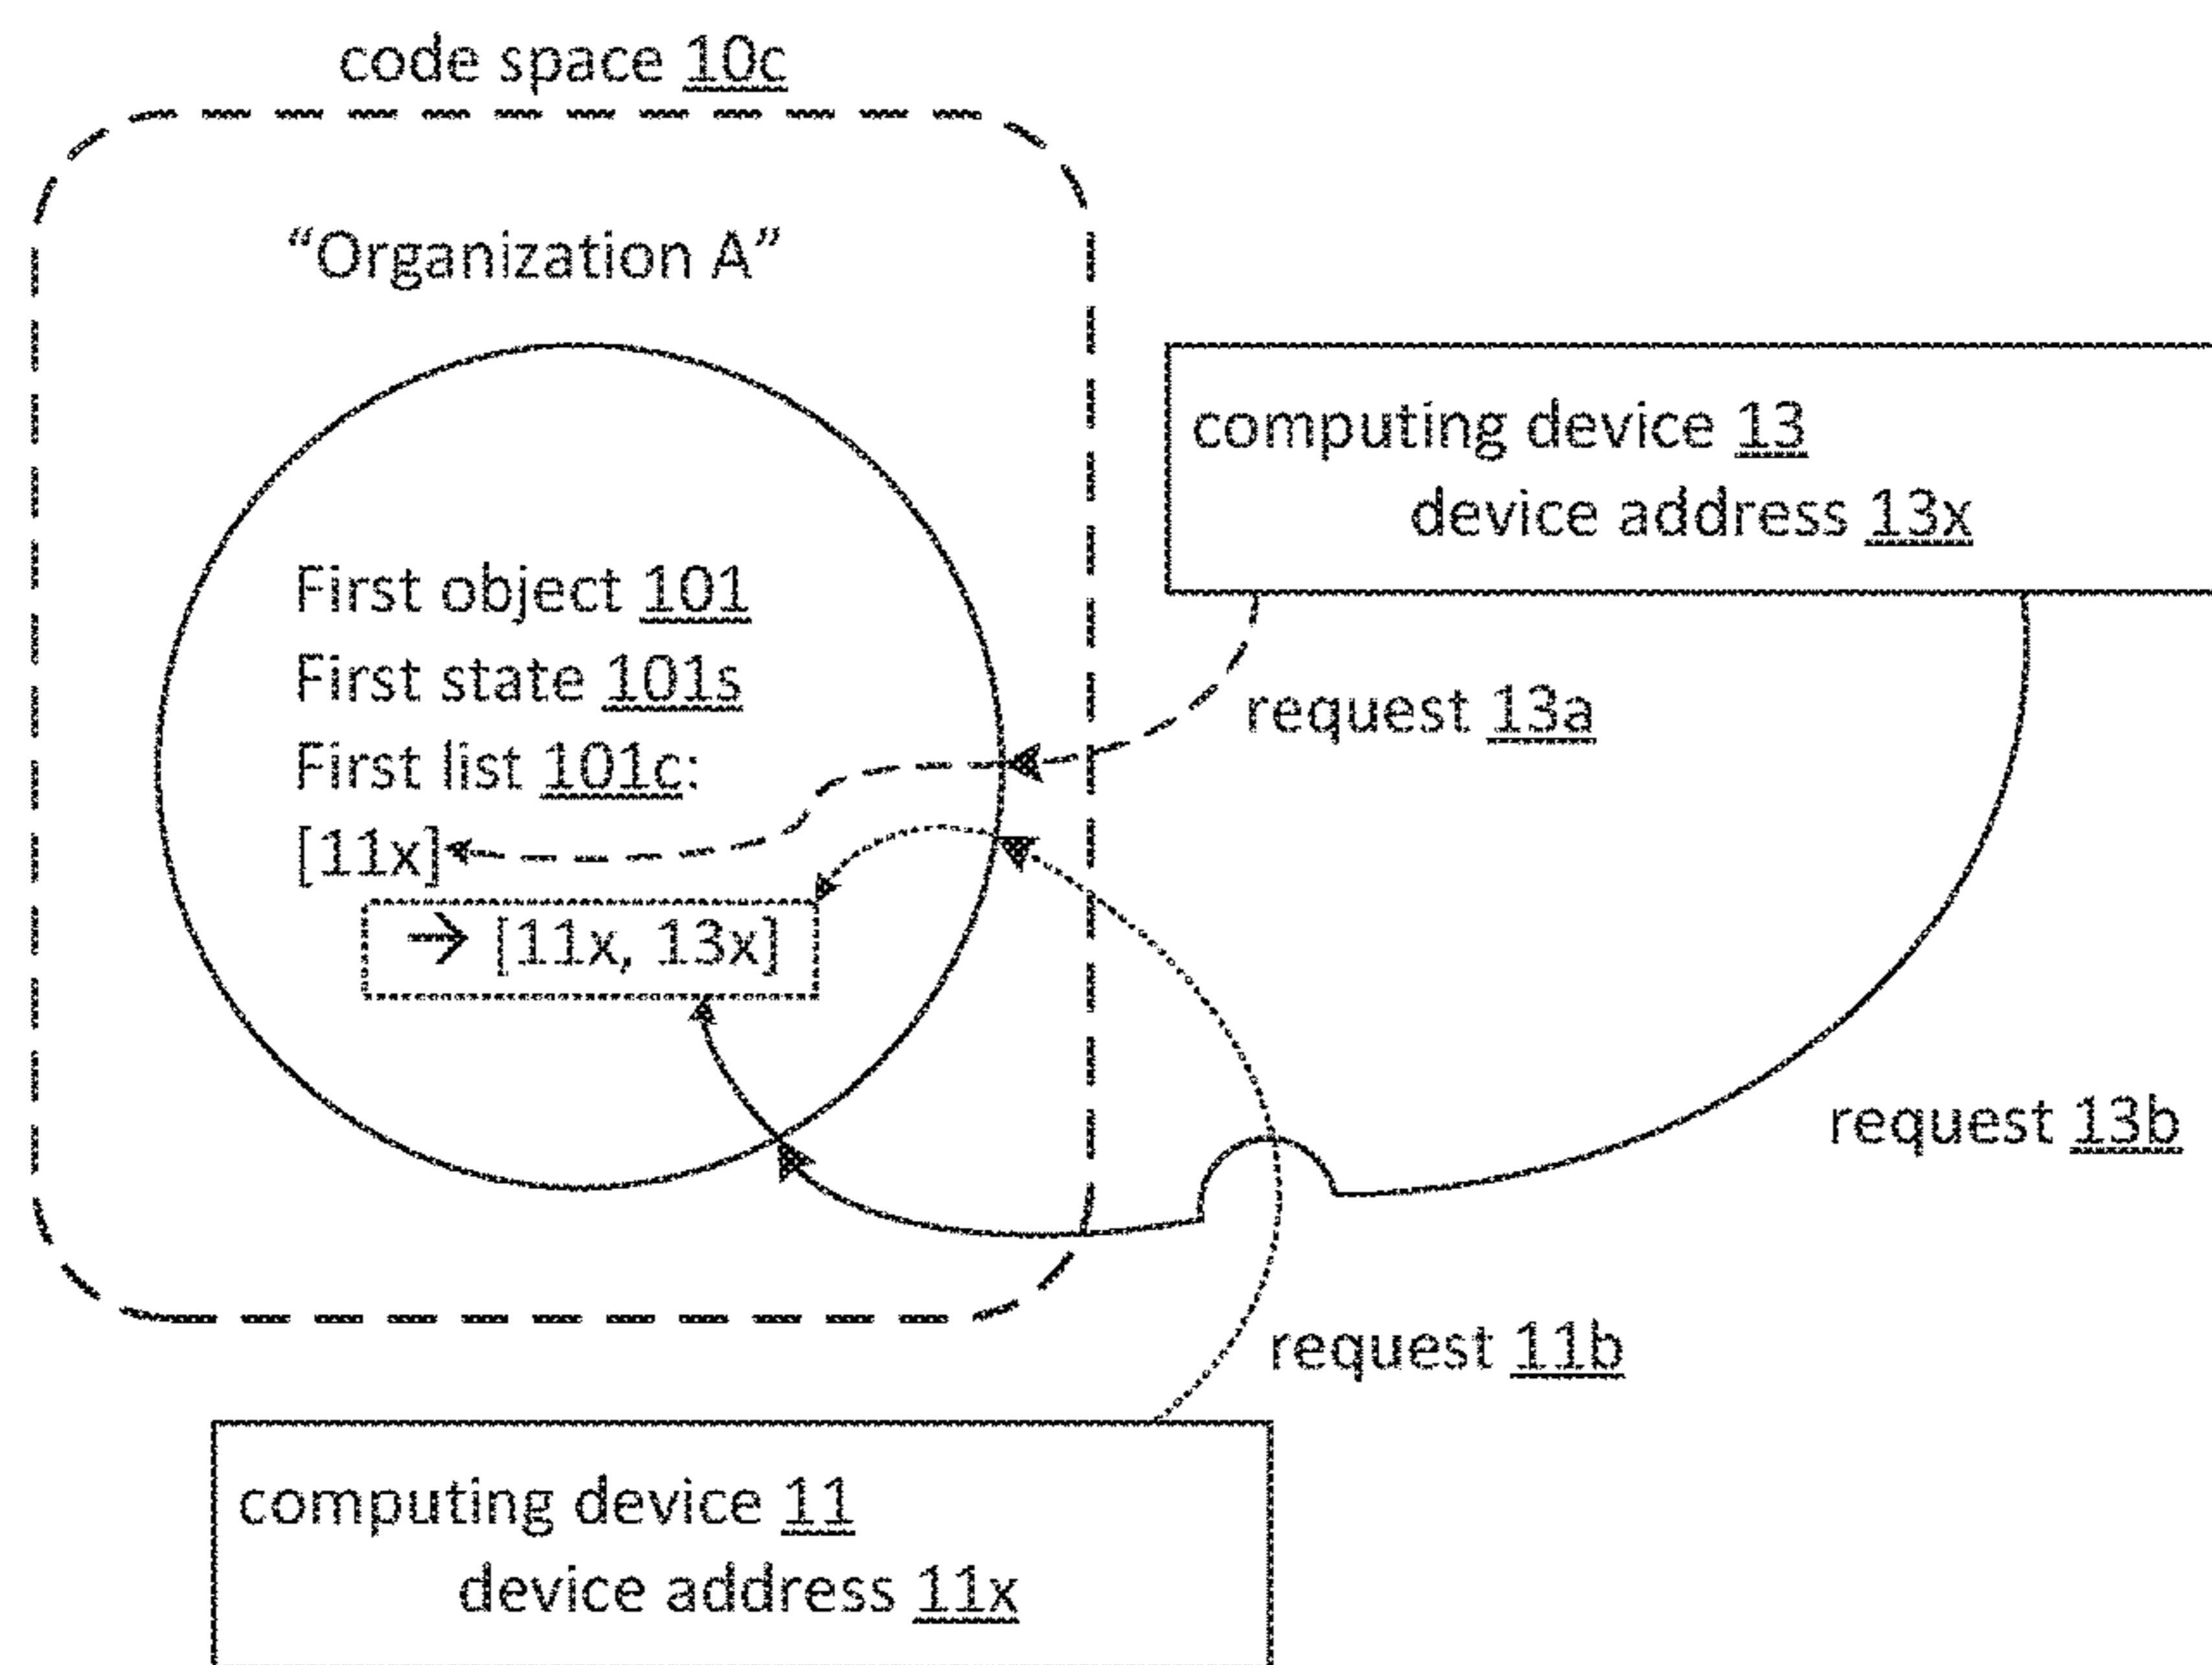 code space 10c
“Organization A”
computing device 13
device address 13x
First object 101
First state 101s
First list 101c:
[11x]
→ [11x, 13x]
request 13a
request 13b
request 11b
computing device 11
device address 11x